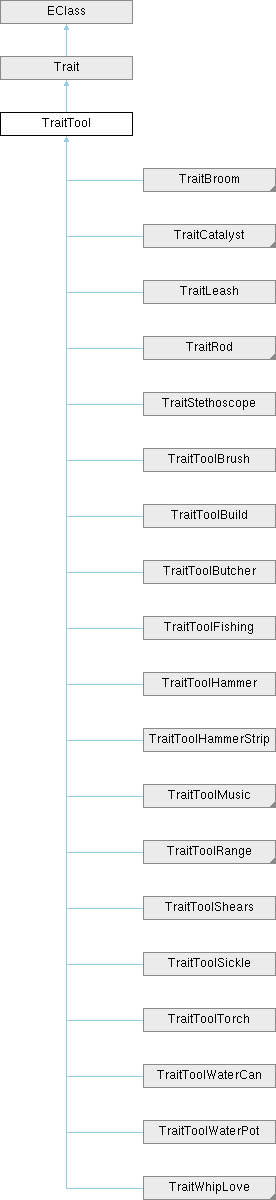 EClass
Trait
TraitTool
TraitBroom
TraitCatalyst
TraitLeash
TraitRod
TraitStethoscope
TraitToolBrush
TraitToolBuild
TraitToolButcher
TraitToolFishing
TraitToolHammer
TraitToolHammerStrip
TraitToolMusic
TraitToolRange
TraitToolShears
TraitToolSickle
TraitToolTorch
TraitToolWaterCan
TraitToolWaterPot
TraitWhipLove